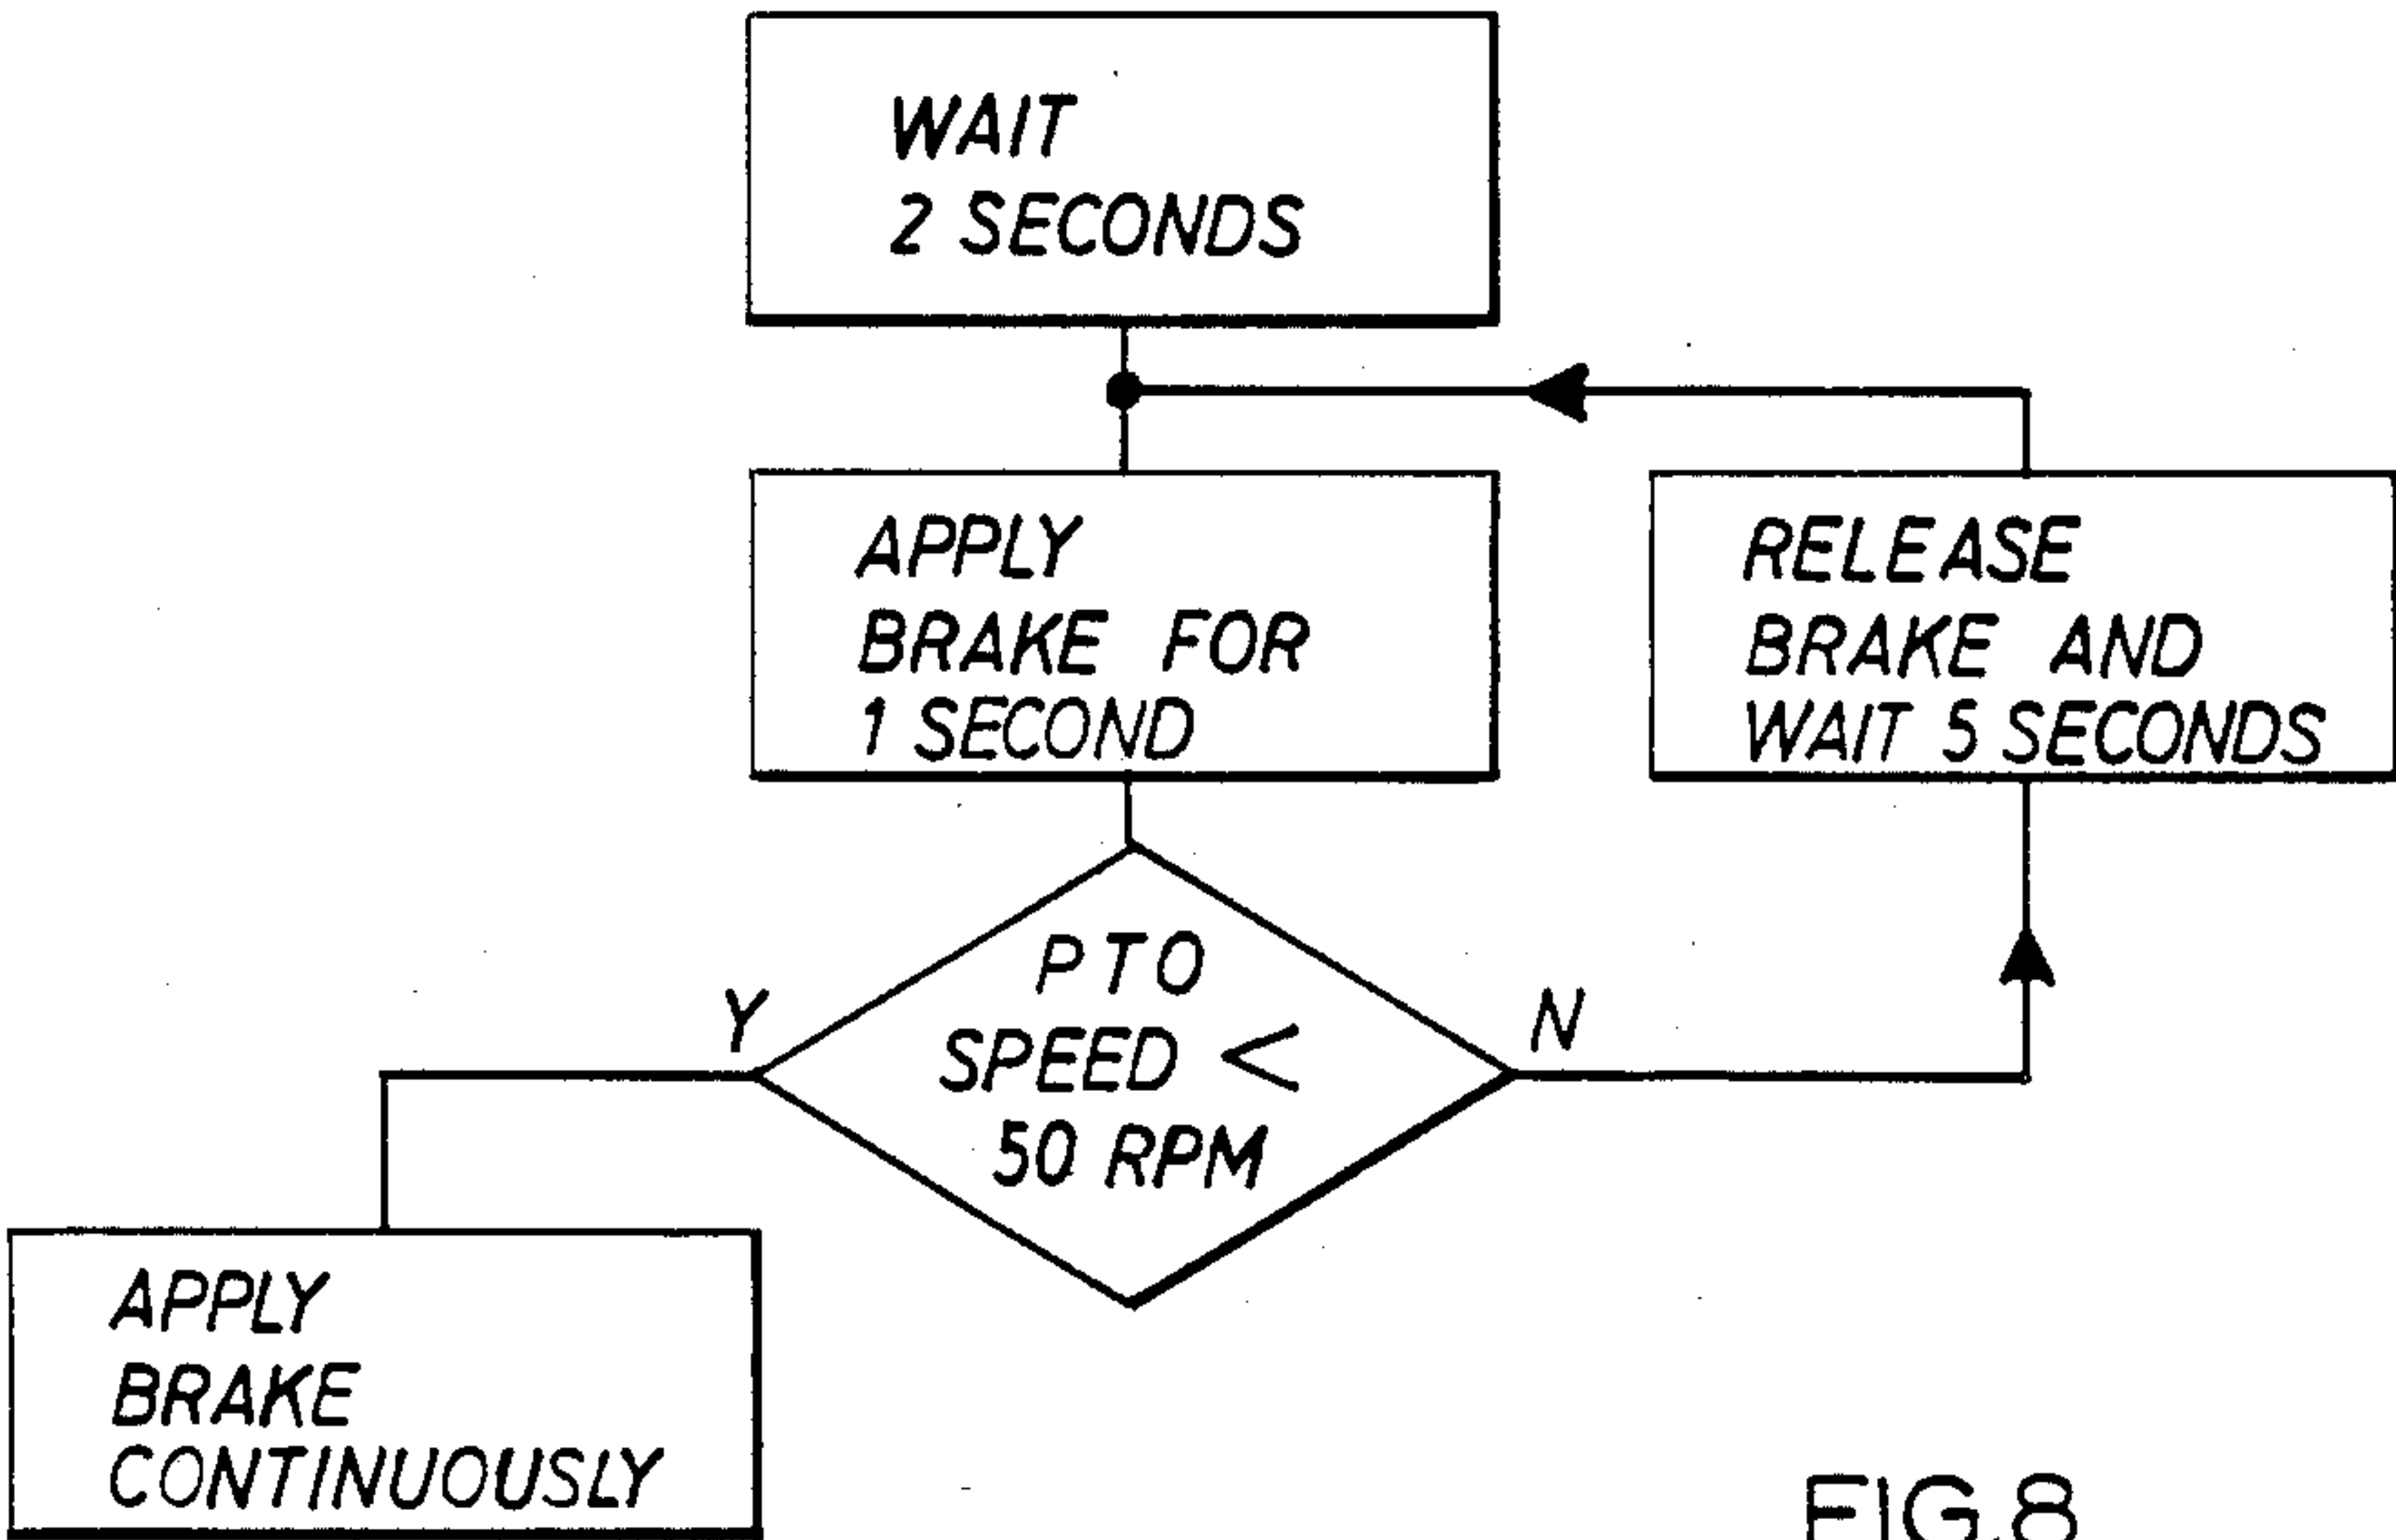 WAIT
2 SECONDS
APPLY
BRAKE FOR
1 SECOND
RELEASE
BRAKE AND
WAIT 5 SECONDS
PTO
SPEED <
50 RPM
Y
N
APPLY
BRAKE
CONTINUOUSLY
FIG.8